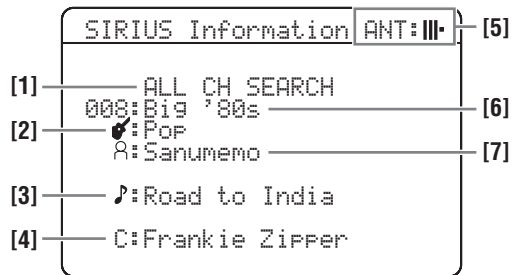 SIRIUS Information ANT:
[5]
[1] ALL CH SEARCH
008:Big '80s [6]
[2] :Pop
:Sanumemo [7]
[3] ♪:Road to India
[4] C:Frankie Zipper